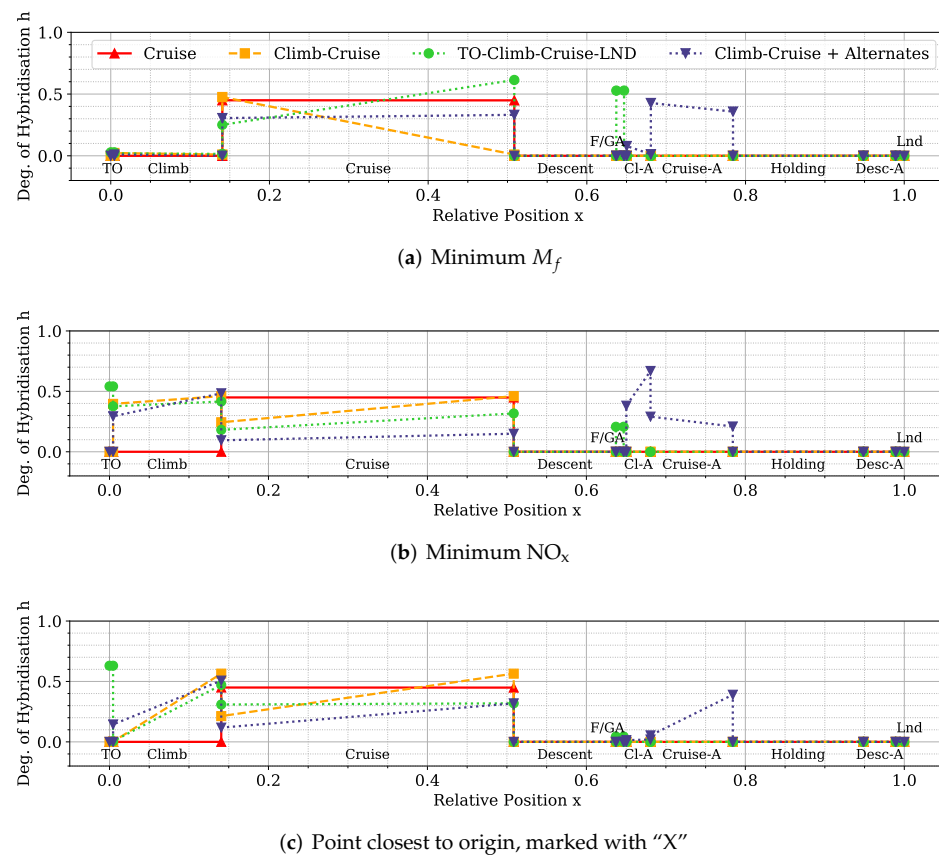 Deg. of Hybridisation h
1.0
0.5
0.0
Cruise
Climb-Cruise
TO-Climb-Cruise-LND
Climb-Cruise + Alternates
TO
Climb
Cruise
Descent
F/GA
Cl-A
Cruise-A
Holding
Desc-A
Lnd
0.0 0.2 0.4 0.6 0.8 1.0
Relative Position x
(a) Minimum M_f
Deg. of Hybridisation h
1.0
0.5
0.0
TO
Climb
Cruise
Descent
F/GA
Cl-A
Cruise-A
Holding
Desc-A
Lnd
0.0 0.2 0.4 0.6 0.8 1.0
Relative Position x
(b) Minimum NOₓ
Deg. of Hybridisation h
1.0
0.5
0.0
TO
Climb
Cruise
Descent
F/GA
Cl-A
Cruise-A
Holding
Desc-A
Lnd
0.0 0.2 0.4 0.6 0.8 1.0
Relative Position x
(c) Point closest to origin, marked with “X”